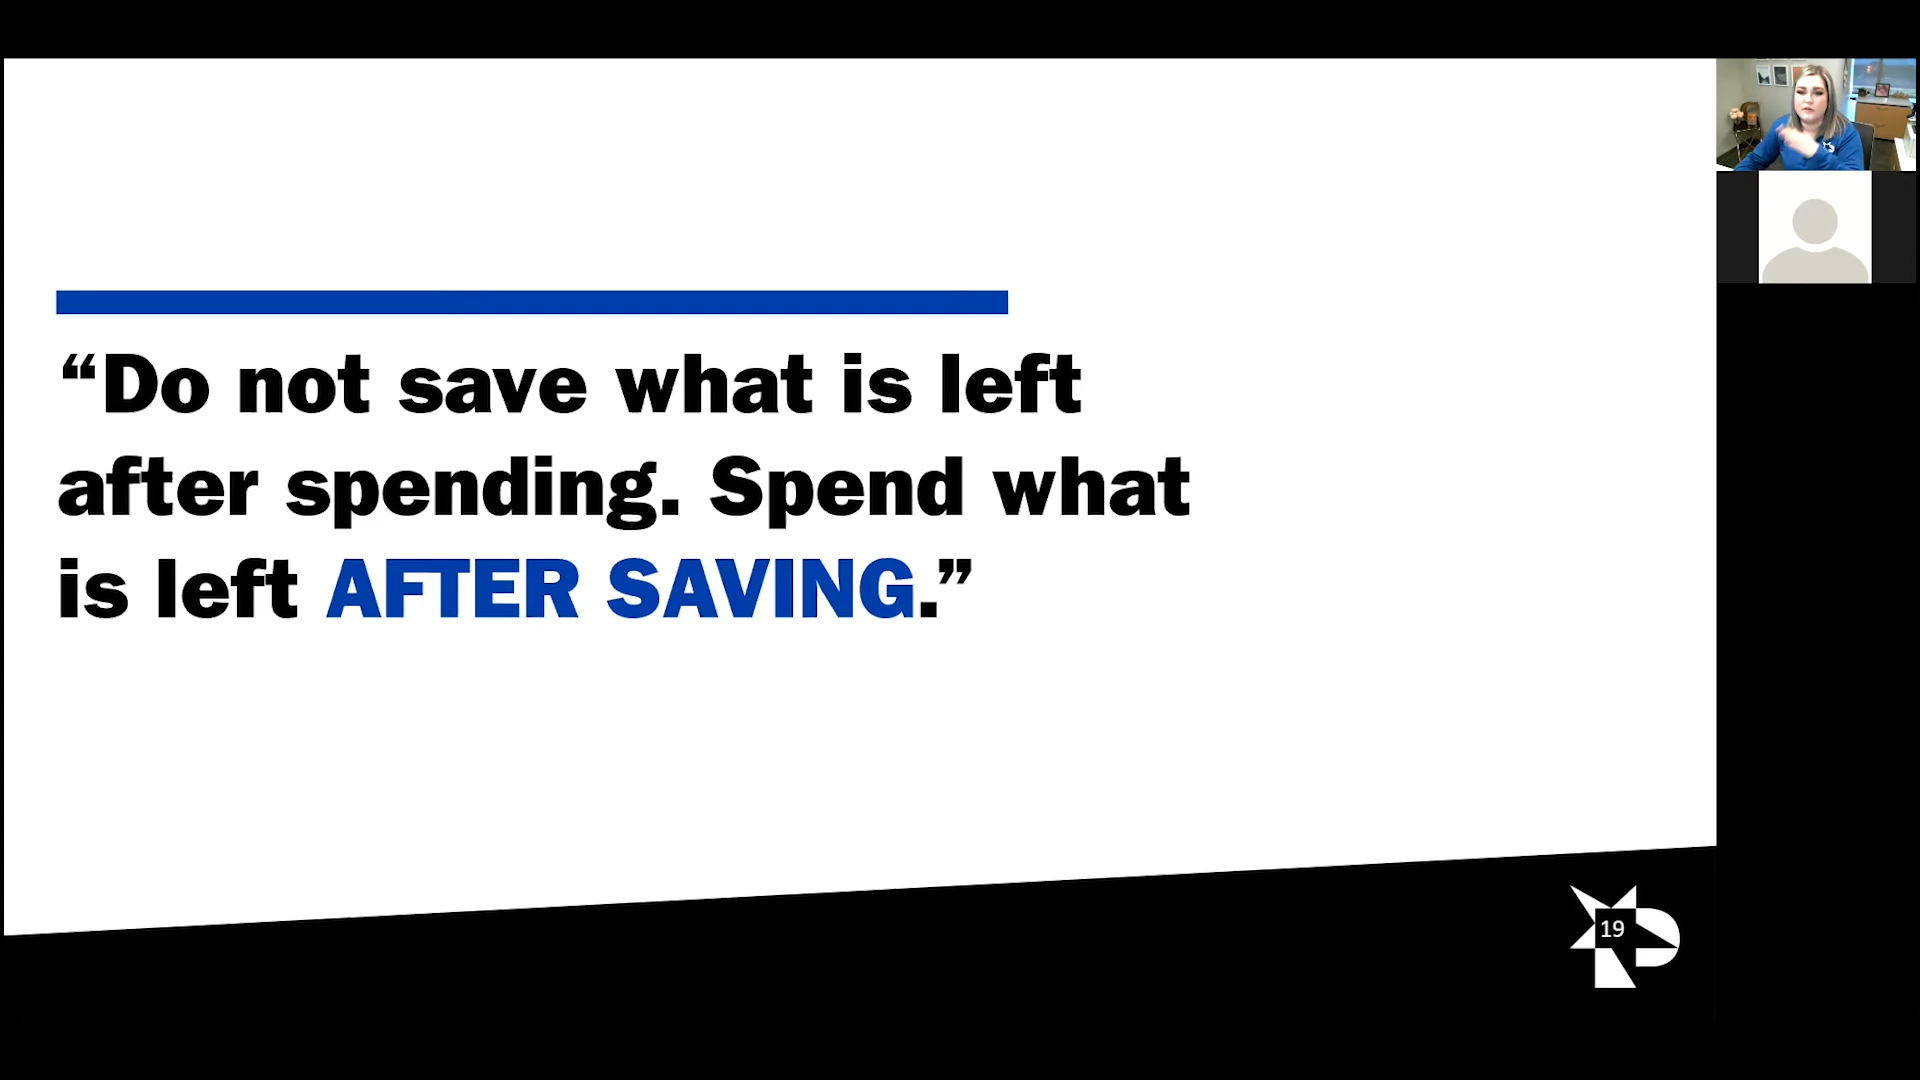 “Do not save what is left
after spending. Spend what
is left AFTER SAVING.”
19